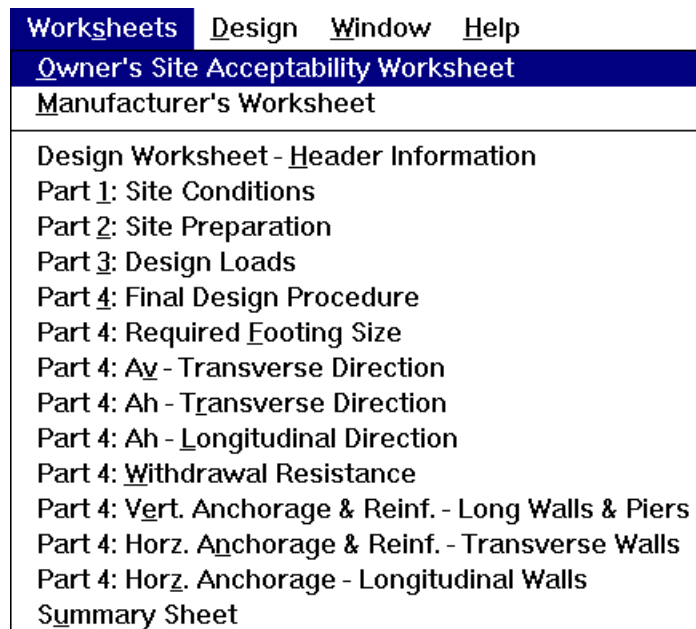 Worksheets Design Window Help
Owner's Site Acceptability Worksheet
Manufacturer's Worksheet
Design Worksheet - Header Information
Part 1: Site Conditions
Part 2: Site Preparation
Part 3: Design Loads
Part 4: Final Design Procedure
Part 4: Required Footing Size
Part 4: Av - Transverse Direction
Part 4: Ah - Transverse Direction
Part 4: Ah - Longitudinal Direction
Part 4: Withdrawal Resistance
Part 4: Vert. Anchorage & Reinf. - Long Walls & Piers
Part 4: Horz. Anchorage & Reinf. - Transverse Walls
Part 4: Horz. Anchorage - Longitudinal Walls
Summary Sheet